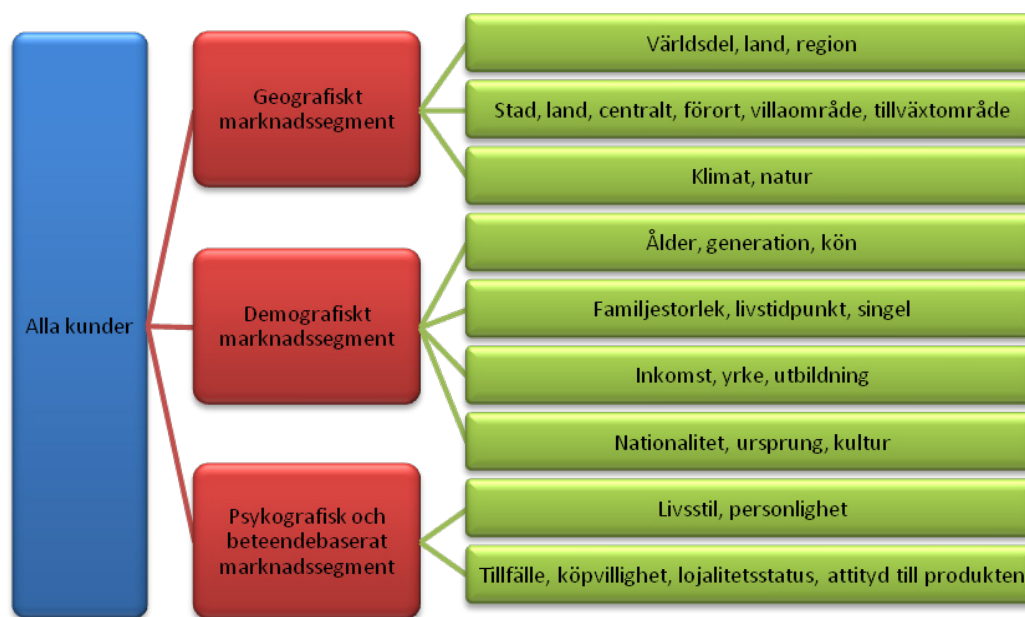 Alla kunder
Geografiskt
marknadssegment
Världsdel, land, region
Stad, land, centralt, förort, villaområde, tillväxtområde
Klimat, natur
Demografiskt
marknadssegment
Ålder, generation, kön
Familjestorlek, livstidpunkt, singel
Inkomst, yrke, utbildning
Nationalitet, ursprung, kultur
Psykografisk och
beteendebaserat
marknadssegment
Livsstil, personlighet
Tillfälle, köpvillighet, lojalitetsstatus, attityd till produkten